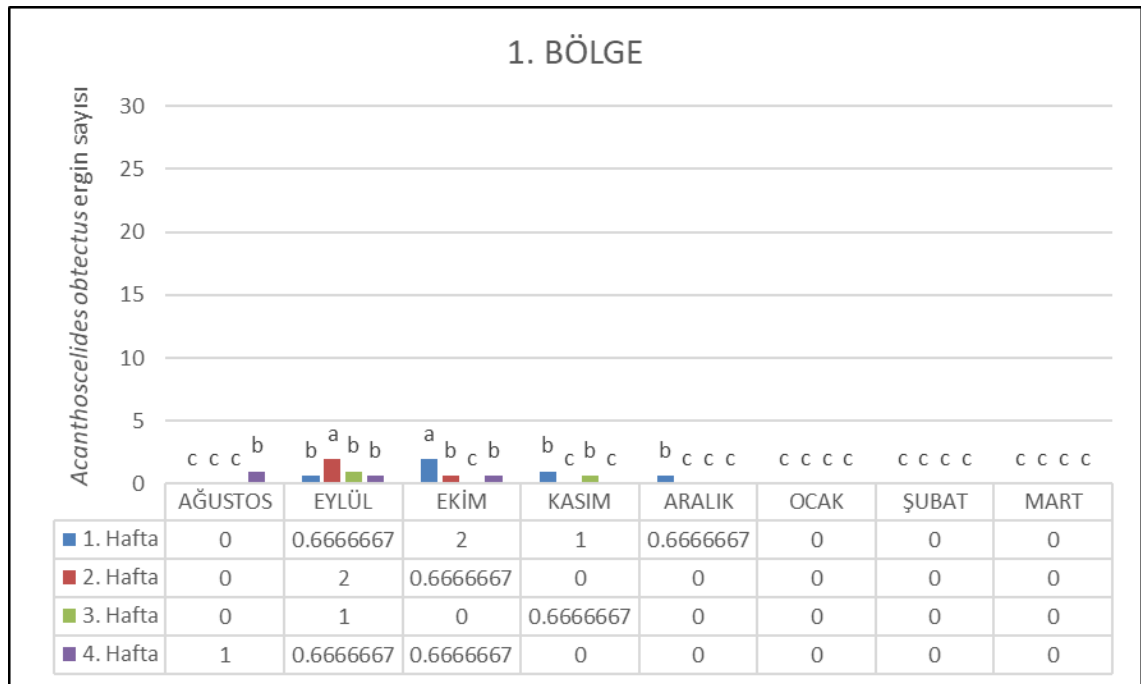 1. BÖLGE
Acanthoscelides obtectus ergin sayısı
30
25
20
15
10
5
0
c c c b b a b b a b c b b c b c b c c c c c c c c c c c c c c c
AĞUSTOS EYLÜL EKİM KASIM ARALIK OCAK ŞUBAT MART
1. Hafta 0 0.6666667 2 1 0.6666667 0 0 0
2. Hafta 0 2 0.6666667 0 0 0 0 0
3. Hafta 0 1 0 0.6666667 0 0 0 0
4. Hafta 1 0.6666667 0.6666667 0 0 0 0 0